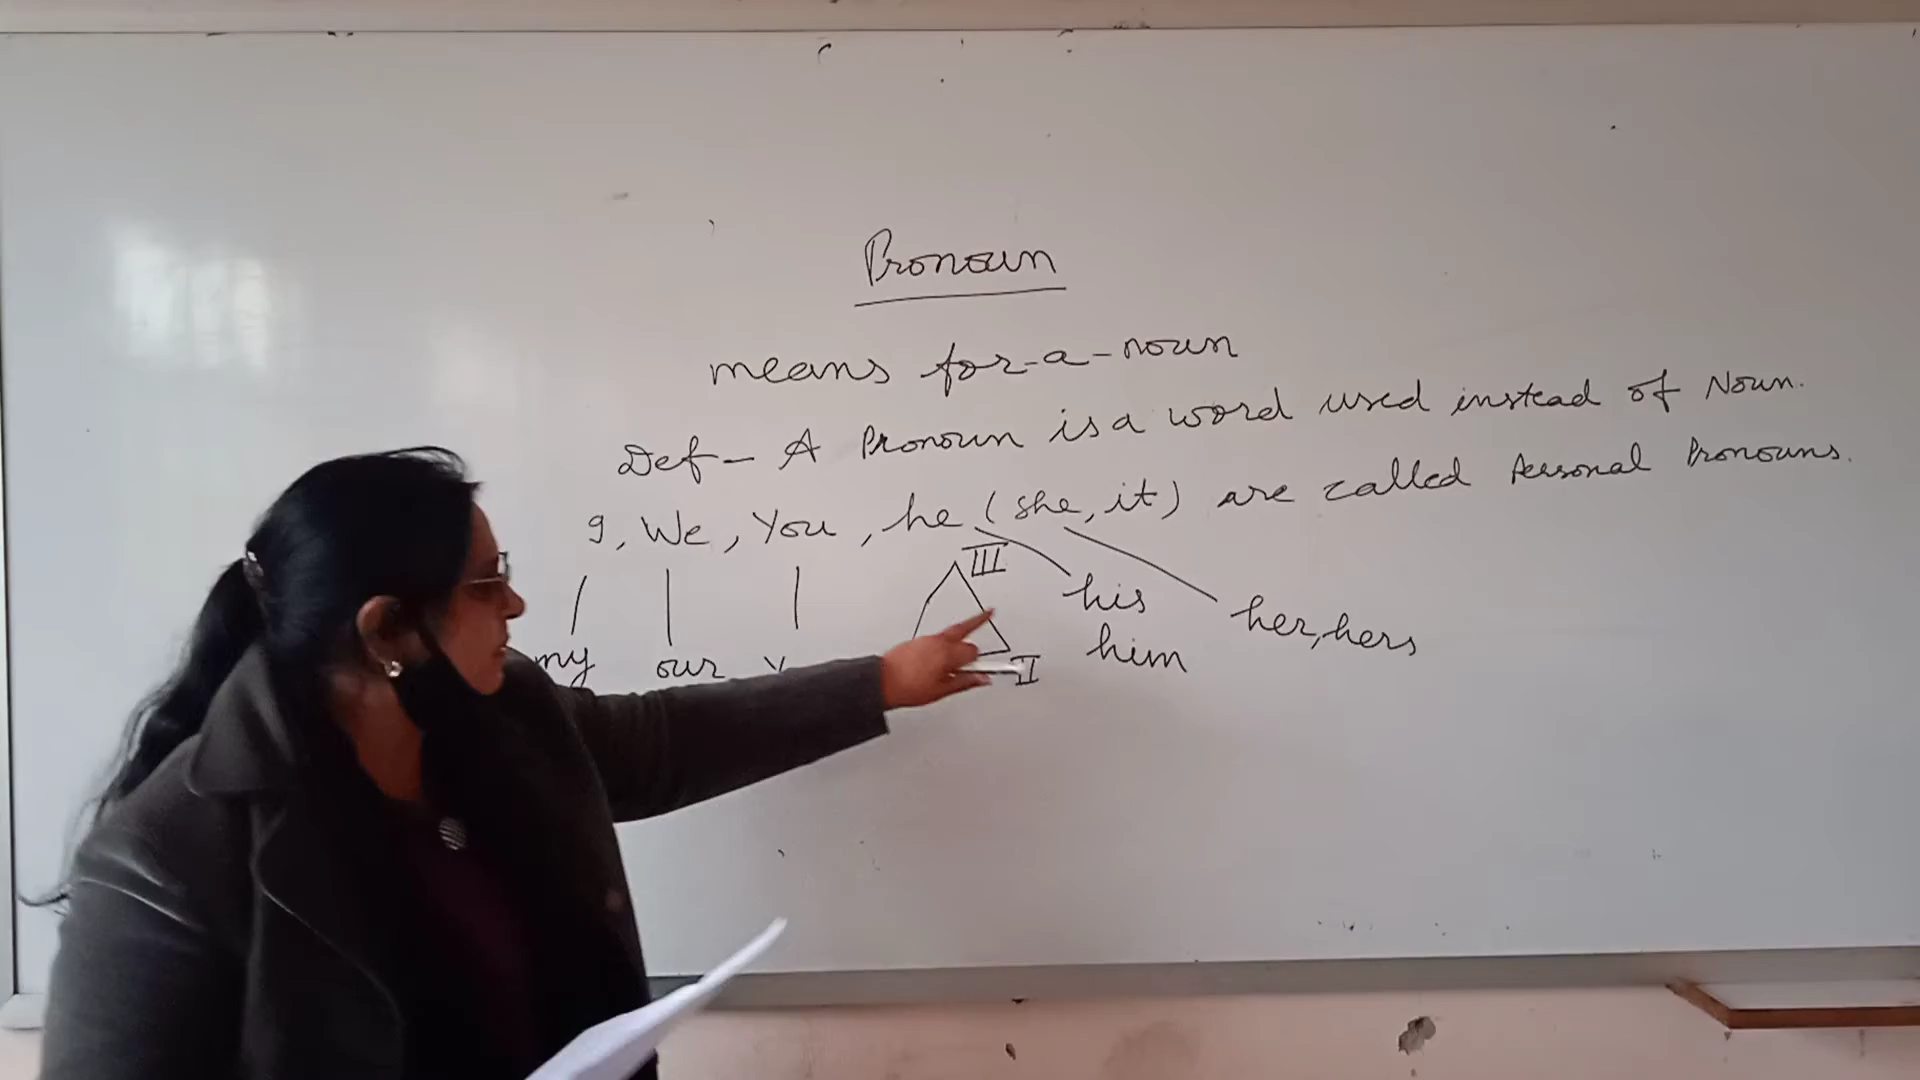 Pronoun
means for-a-noun
Def- A Pronoun is a word used instead of Noun.
I, We, You, he (she, it) are called Personal Pronouns.
III
his
her, hers
my our
him
II